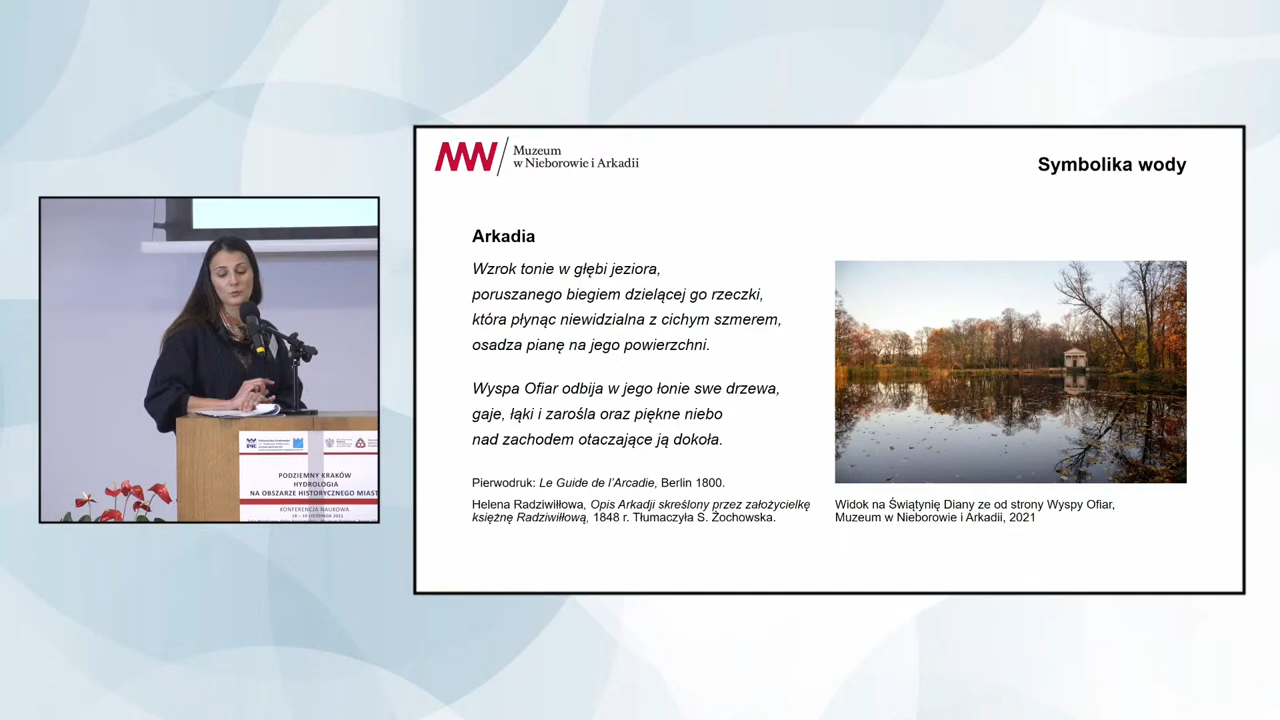 Muzeum
w Nieborowie i Arkadii
Symbolika wody
Arkadia
Wzrok tonie w głębi jeziora,
poruszanego biegiem dzielącej go rzeczki,
która płynąc niewidzialna z cichym szmerem,
osadza pianę na jego powierzchni.
Wyspa Ofiar odbija w jego łonie swe drzewa,
gaje, łąki i zarośla oraz piękne niebo
nad zachodem otaczające ją dokoła.
Pierwodruk: Le Guide de l’Arcadie, Berlin 1800.
Helena Radziwiłłowa, Opis Arkadji skreślony przez założycielkę
księżnę Radziwiłłową, 1848 r. Tłumaczyła S. Żochowska.
Widok na Świątynię Diany ze od strony Wyspy Ofiar,
Muzeum w Nieborowie i Arkadii, 2021
PODZIEMNY KRAKÓW
HYDROLOGIA
NA OBSZARZE HISTORYCZNEGO MIAST
KONFERENCJA NAUKOWA
18 – 19 LISTOPADA 2021